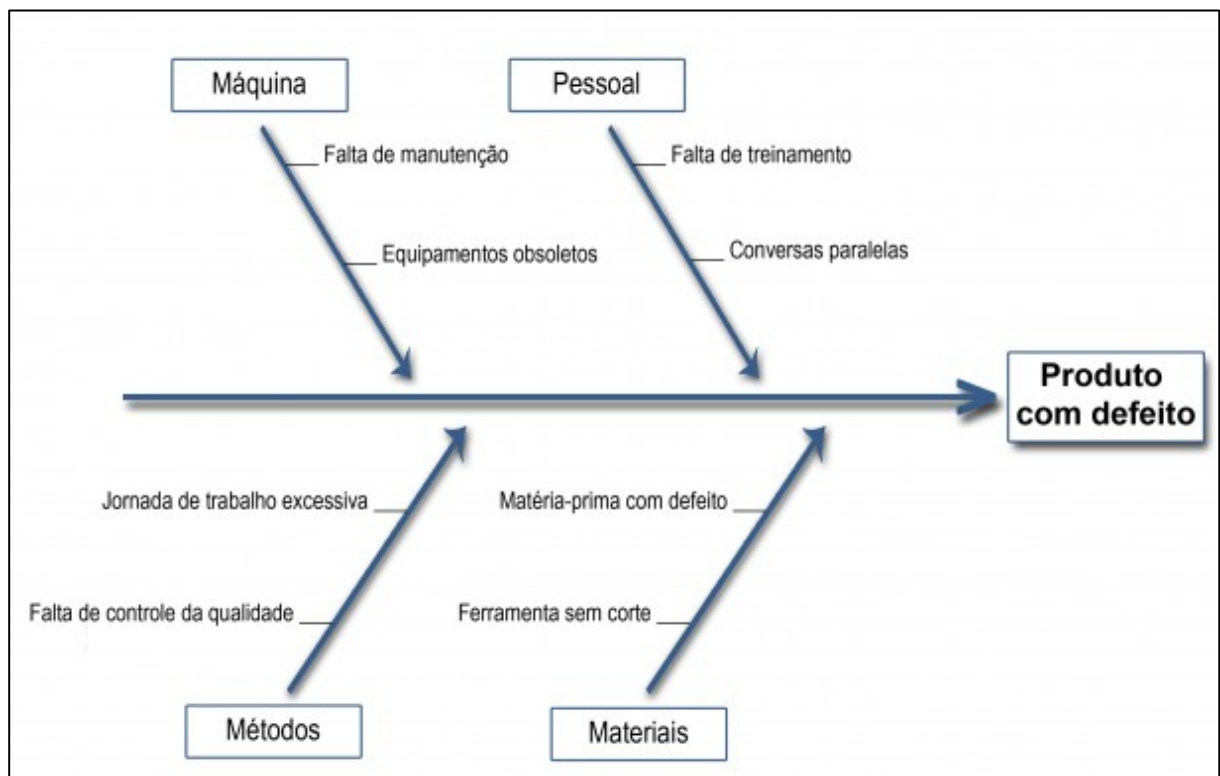 Máquina
Pessoal
Falta de manutenção
Falta de treinamento
Equipamentos obsoletos
Conversas paralelas
Produto
com defeito
Jornada de trabalho excessiva
Matéria-prima com defeito
Falta de controle da qualidade
Ferramenta sem corte
Métodos
Materiais